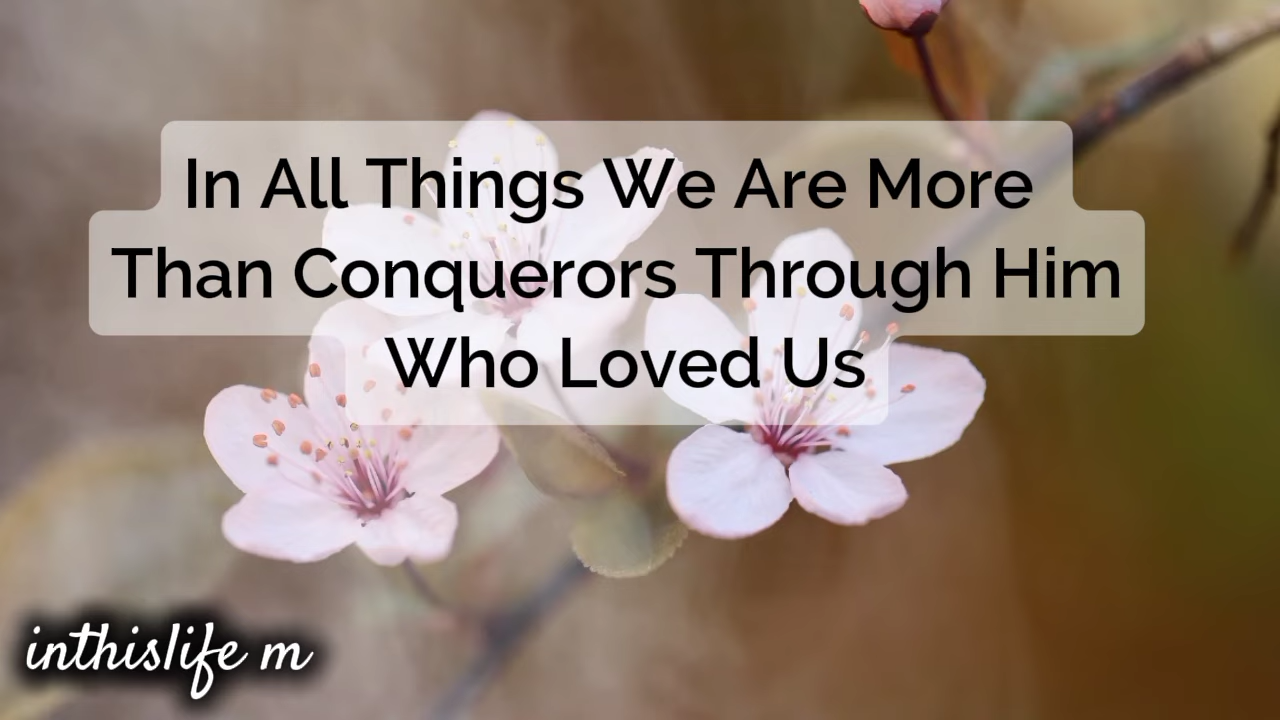 In All Things We Are More
Than Conquerors Through Him
Who Loved Us
inthislife m